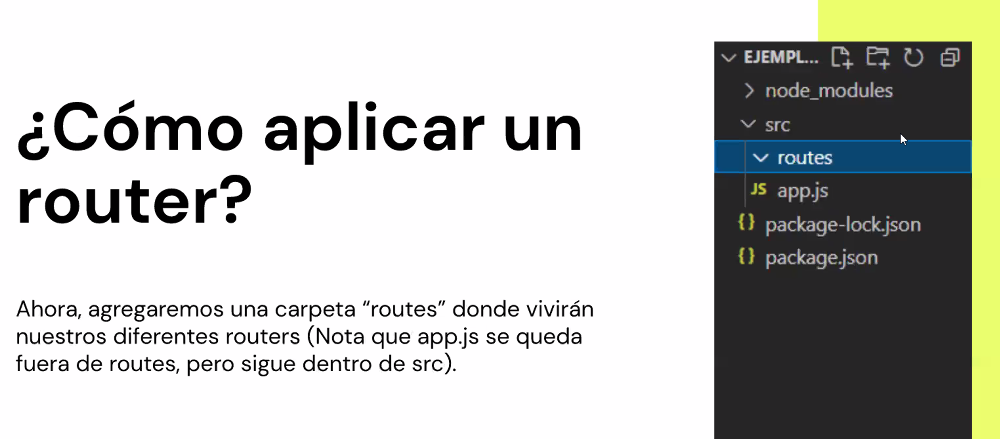 ¿Cómo aplicar un
router?
Ahora, agregaremos una carpeta “routes” donde vivirán
nuestros diferentes routers (Nota que app.js se queda
fuera de routes, pero sigue dentro de src).
EJEMPL...
node_modules
src
routes
JS app.js
{} package-lock.json
{} package.json